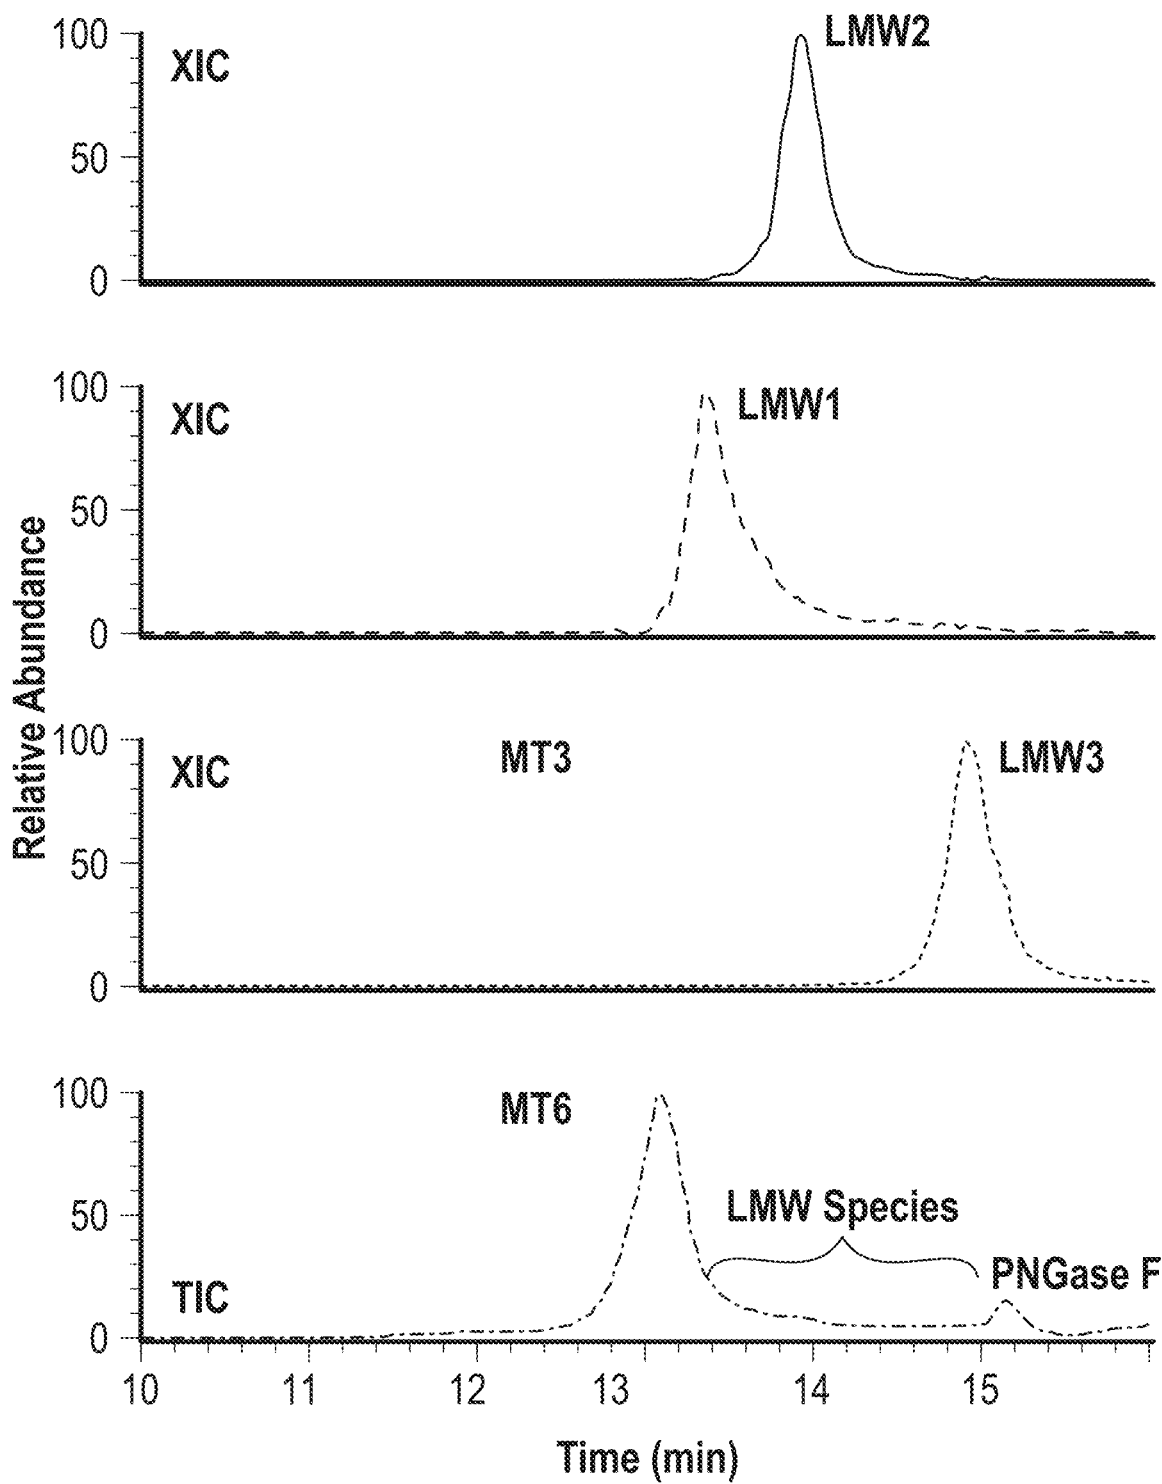 100
50
0
XIC
LMW2
100
50
0
XIC
LMW1
Relative Abundance
100
50
0
XIC
MT3
LMW3
100
50
0
MT6
LMW Species
PNGase F
TIC
10
11
12
13
14
15
Time (min)